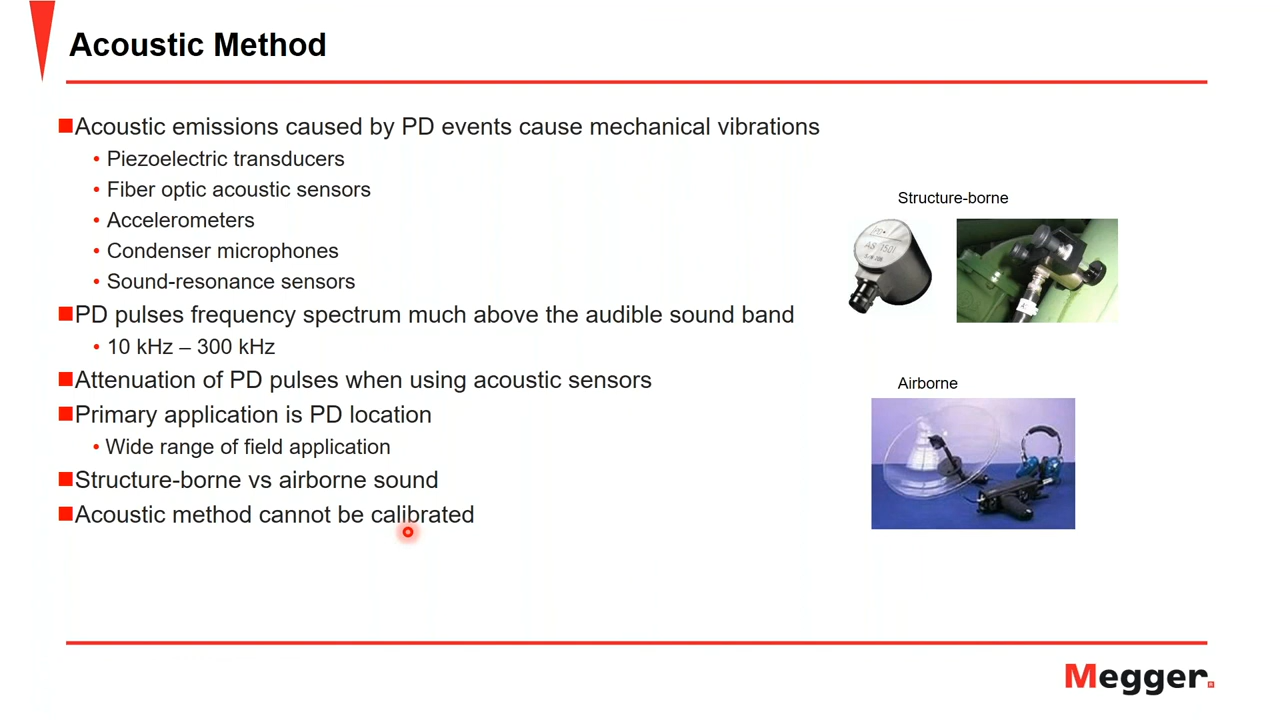 Acoustic Method
Acoustic emissions caused by PD events cause mechanical vibrations
• Piezoelectric transducers
• Fiber optic acoustic sensors
• Accelerometers
• Condenser microphones
• Sound-resonance sensors
PD pulses frequency spectrum much above the audible sound band
• 10 kHz – 300 kHz
Attenuation of PD pulses when using acoustic sensors
Primary application is PD location
• Wide range of field application
Structure-borne vs airborne sound
Acoustic method cannot be calibrated
Structure-borne
Airborne
Megger.